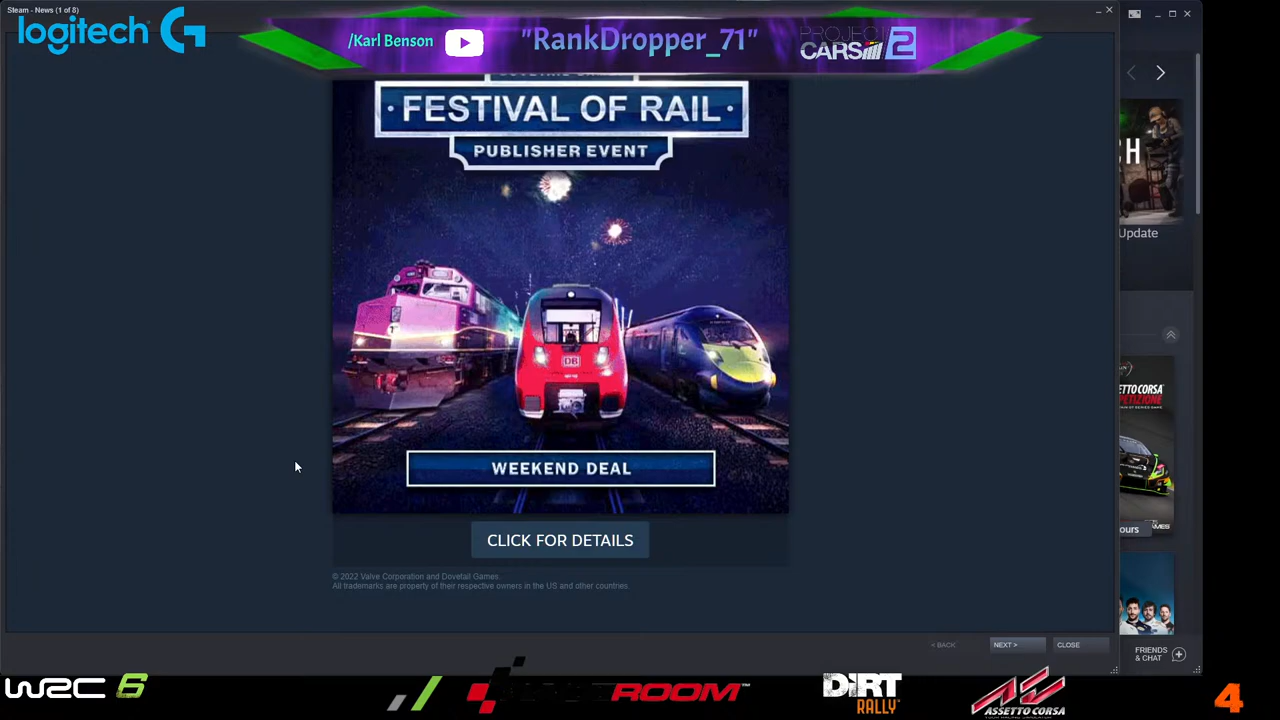 Steam - News (1 of 8)
logitech G
/Karl Benson
"RankDropper_71"
PROJECT
CARS 2
· FESTIVAL OF RAIL ·
PUBLISHER EVENT
H
Update
DB
WEEKEND DEAL
CLICK FOR DETAILS
© 2022 Valve Corporation and Dovetail Games.
All trademarks are property of their respective owners in the US and other countries.
ours
< BACK
NEXT >
CLOSE
FRIENDS
& CHAT
WRC 6
ROOM
DiRT
RALLY
ASSETTO CORSA
4